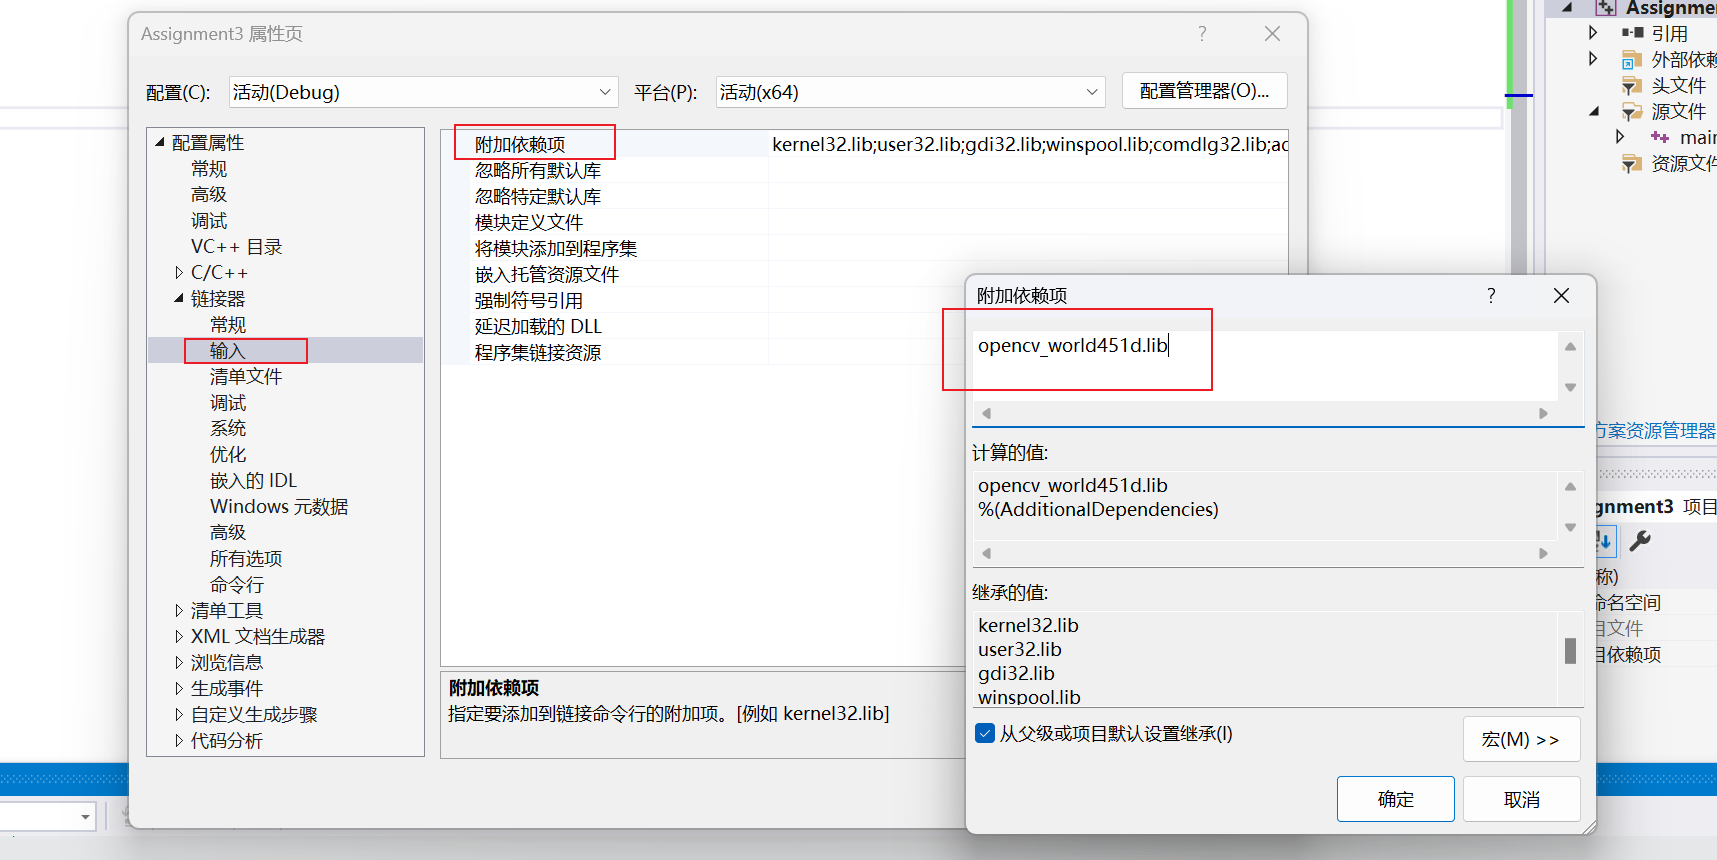 Assignment3 属性页
配置(C):
活动(Debug)
平台(P):
活动(x64)
配置管理器(O)...
配置属性
常规
高级
调试
VC++ 目录
C/C++
链接器
常规
输入
清单文件
调试
系统
优化
嵌入的 IDL
Windows 元数据
高级
所有选项
命令行
清单工具
XML 文档生成器
浏览信息
生成事件
自定义生成步骤
代码分析
附加依赖项
kernel32.lib;user32.lib;gdi32.lib;winspool.lib;comdlg32.lib;
忽略所有默认库
忽略特定默认库
模块定义文件
将模块添加到程序集
嵌入托管资源文件
强制符号引用
延迟加载的 DLL
程序集链接资源
附加依赖项
指定要添加到链接命令行的附加项。[例如 kernel32.lib]
附加依赖项
opencv_world451d.lib
计算的值:
opencv_world451d.lib
%(AdditionalDependencies)
继承的值:
kernel32.lib
user32.lib
gdi32.lib
winspool.lib
从父级或项目默认设置继承(I)
宏(M) >>
确定
取消
引用
外部依赖
头文件
源文件
main
资源文件
方案资源管理器
gnment3 项目
称)
命名空间
目文件
目依赖项